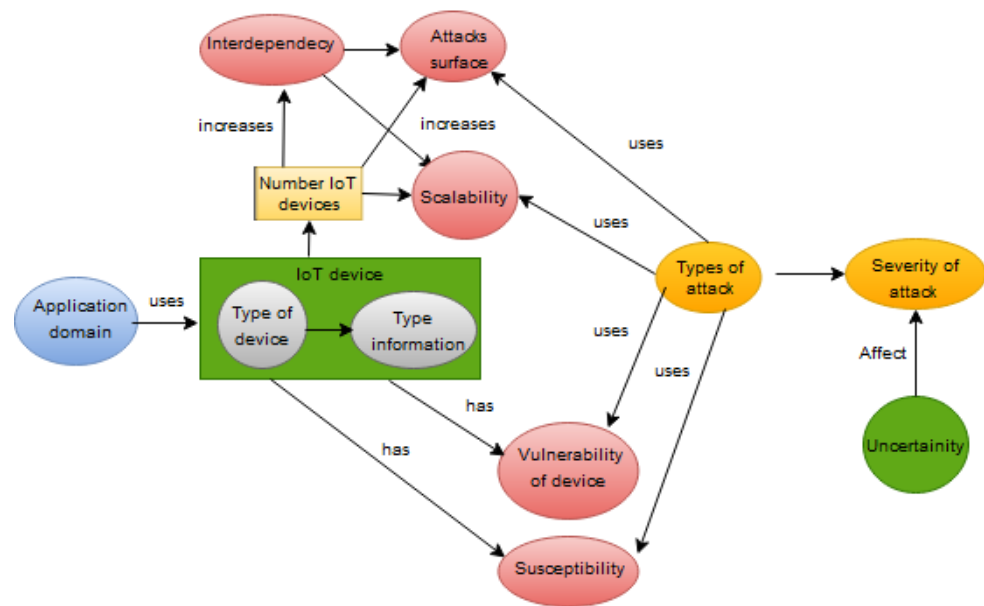 Interdependecy
Attacks
surface
increases
increases
uses
Number IoT
devices
Scalability
uses
IoT device
Types of
attack
Severity of
attack
Application
domain
uses
Type of
device
Type
information
uses
Affect
uses
has
has
Vulnerability
of device
Uncertainity
Susceptibility